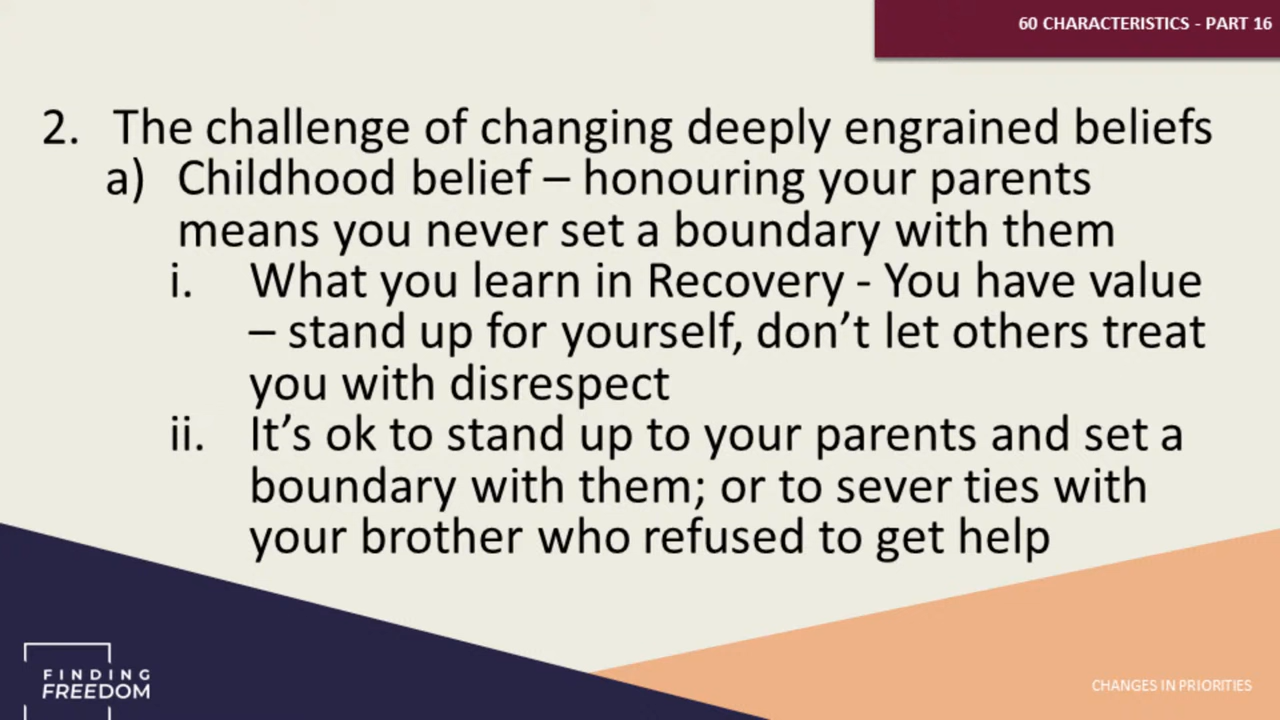 60 CHARACTERISTICS - PART 16
2. The challenge of changing deeply engrained beliefs
a) Childhood belief – honouring your parents
means you never set a boundary with them
i. What you learn in Recovery - You have value
– stand up for yourself, don’t let others treat
you with disrespect
ii. It’s ok to stand up to your parents and set a
boundary with them; or to sever ties with
your brother who refused to get help
FINDING
FREEDOM
CHANGES IN PRIORITIES